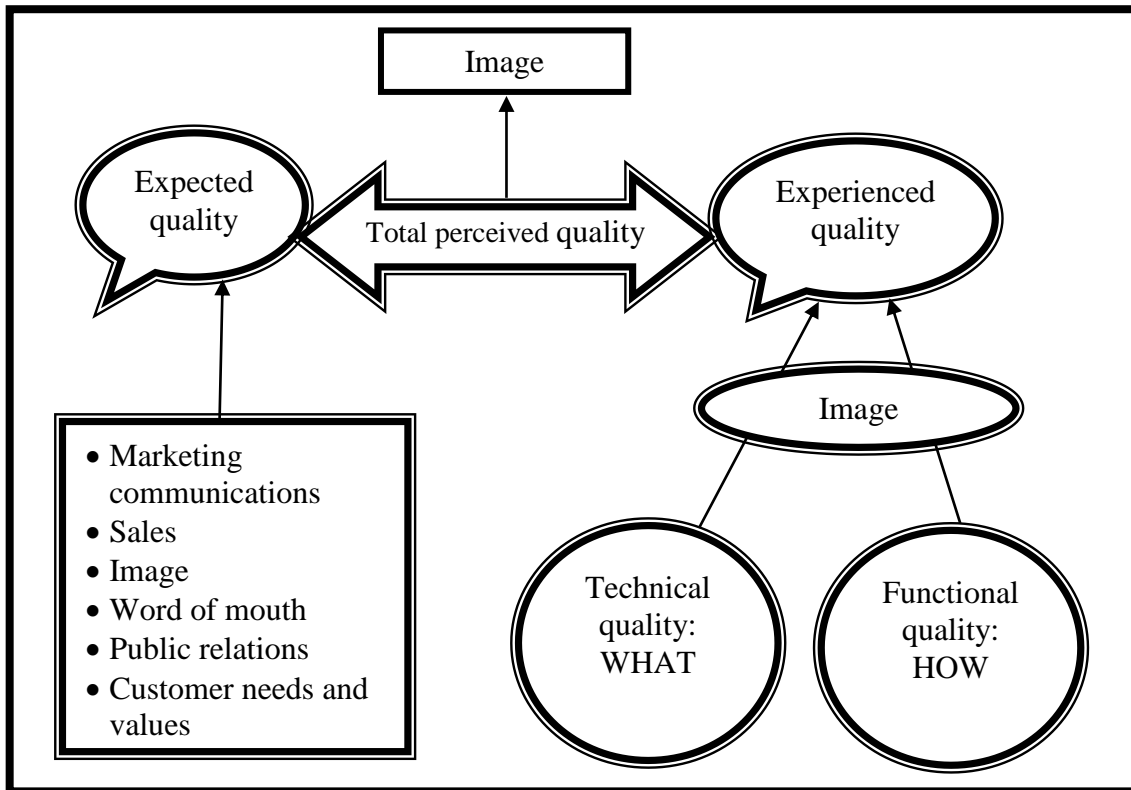 Image
Expected
quality
Total perceived quality
Experienced
quality
Image
• Marketing
communications
• Sales
• Image
• Word of mouth
• Public relations
• Customer needs and
values
Technical
quality:
WHAT
Functional
quality:
HOW